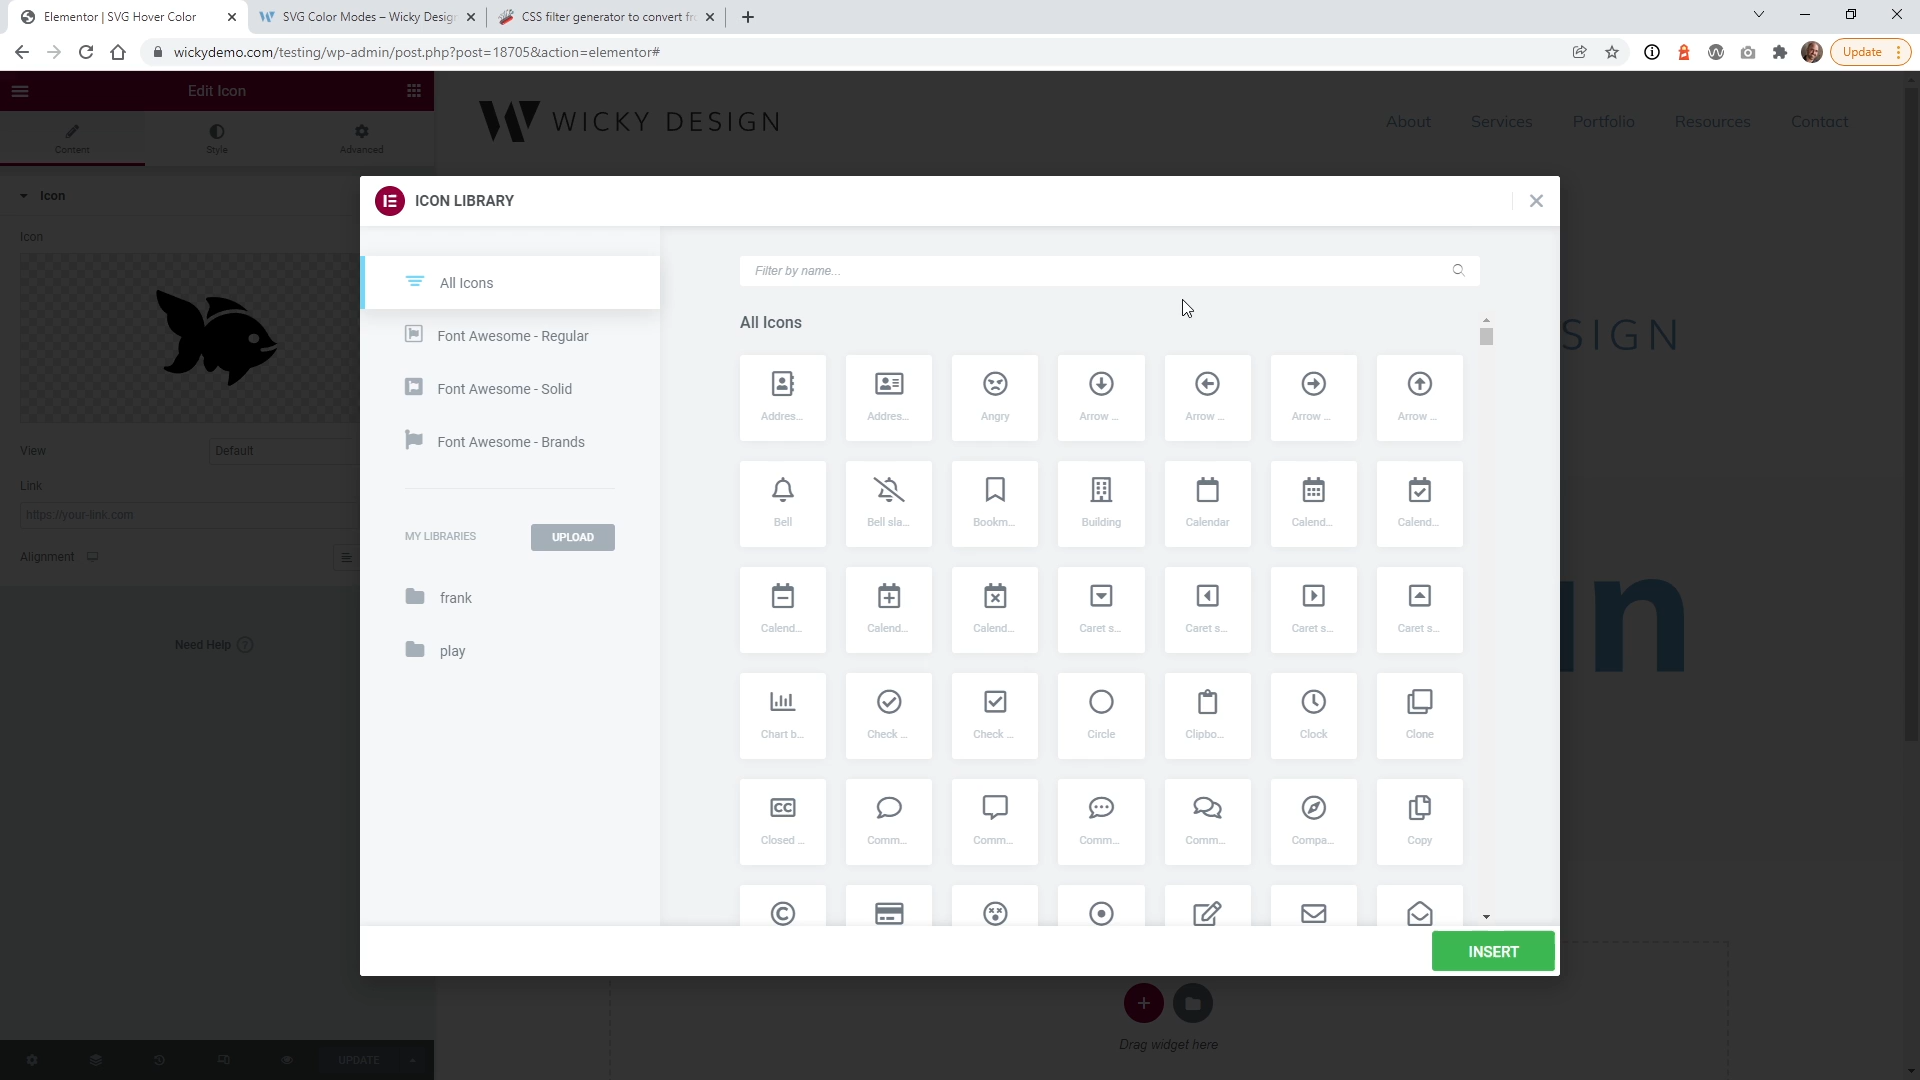 Elementor | SVG Hover Color
SVG Color Modes – Wicky Design
CSS filter generator to convert fr
wickydemo.com/testing/wp-admin/post.php?post=18705&action=elementor#
Update
Edit Icon
Content
Style
Advanced
WICKY DESIGN
About
Services
Portfolio
Resources
Contact
Icon
Icon
View
Default
Link
https://your-link.com
Alignment
Need Help
UPDATE
ICON LIBRARY
All Icons
Font Awesome - Regular
Font Awesome - Solid
Font Awesome - Brands
MY LIBRARIES
UPLOAD
frank
play
Filter by name...
All Icons
Addres...
Addres...
Angry
Arrow ...
Arrow ...
Arrow ...
Arrow ...
Bell
Bell sla...
Bookm...
Building
Calendar
Calend...
Calend...
Calend...
Calend...
Calend...
Caret s...
Caret s...
Caret s...
Caret s...
Chart b...
Check ...
Check ...
Circle
Clipbo...
Clock
Clone
CC
Closed ...
Comm...
Comm...
Comm...
Comm...
Compa...
Copy
INSERT
SIGN
Drag widget here